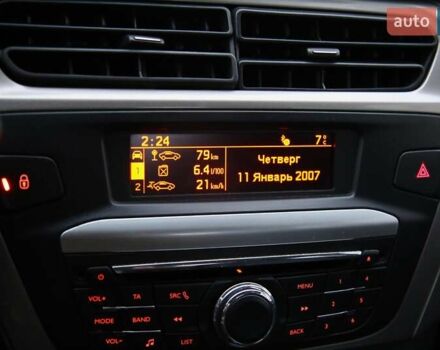 auto
2:24
7°c
79 km
1
6.4 l/100
2
21 km/h
Четверг
11 Январь 2007
VOL+
TA
SRC
MENU
MODE
BAND
BACK
VOL-
LIST